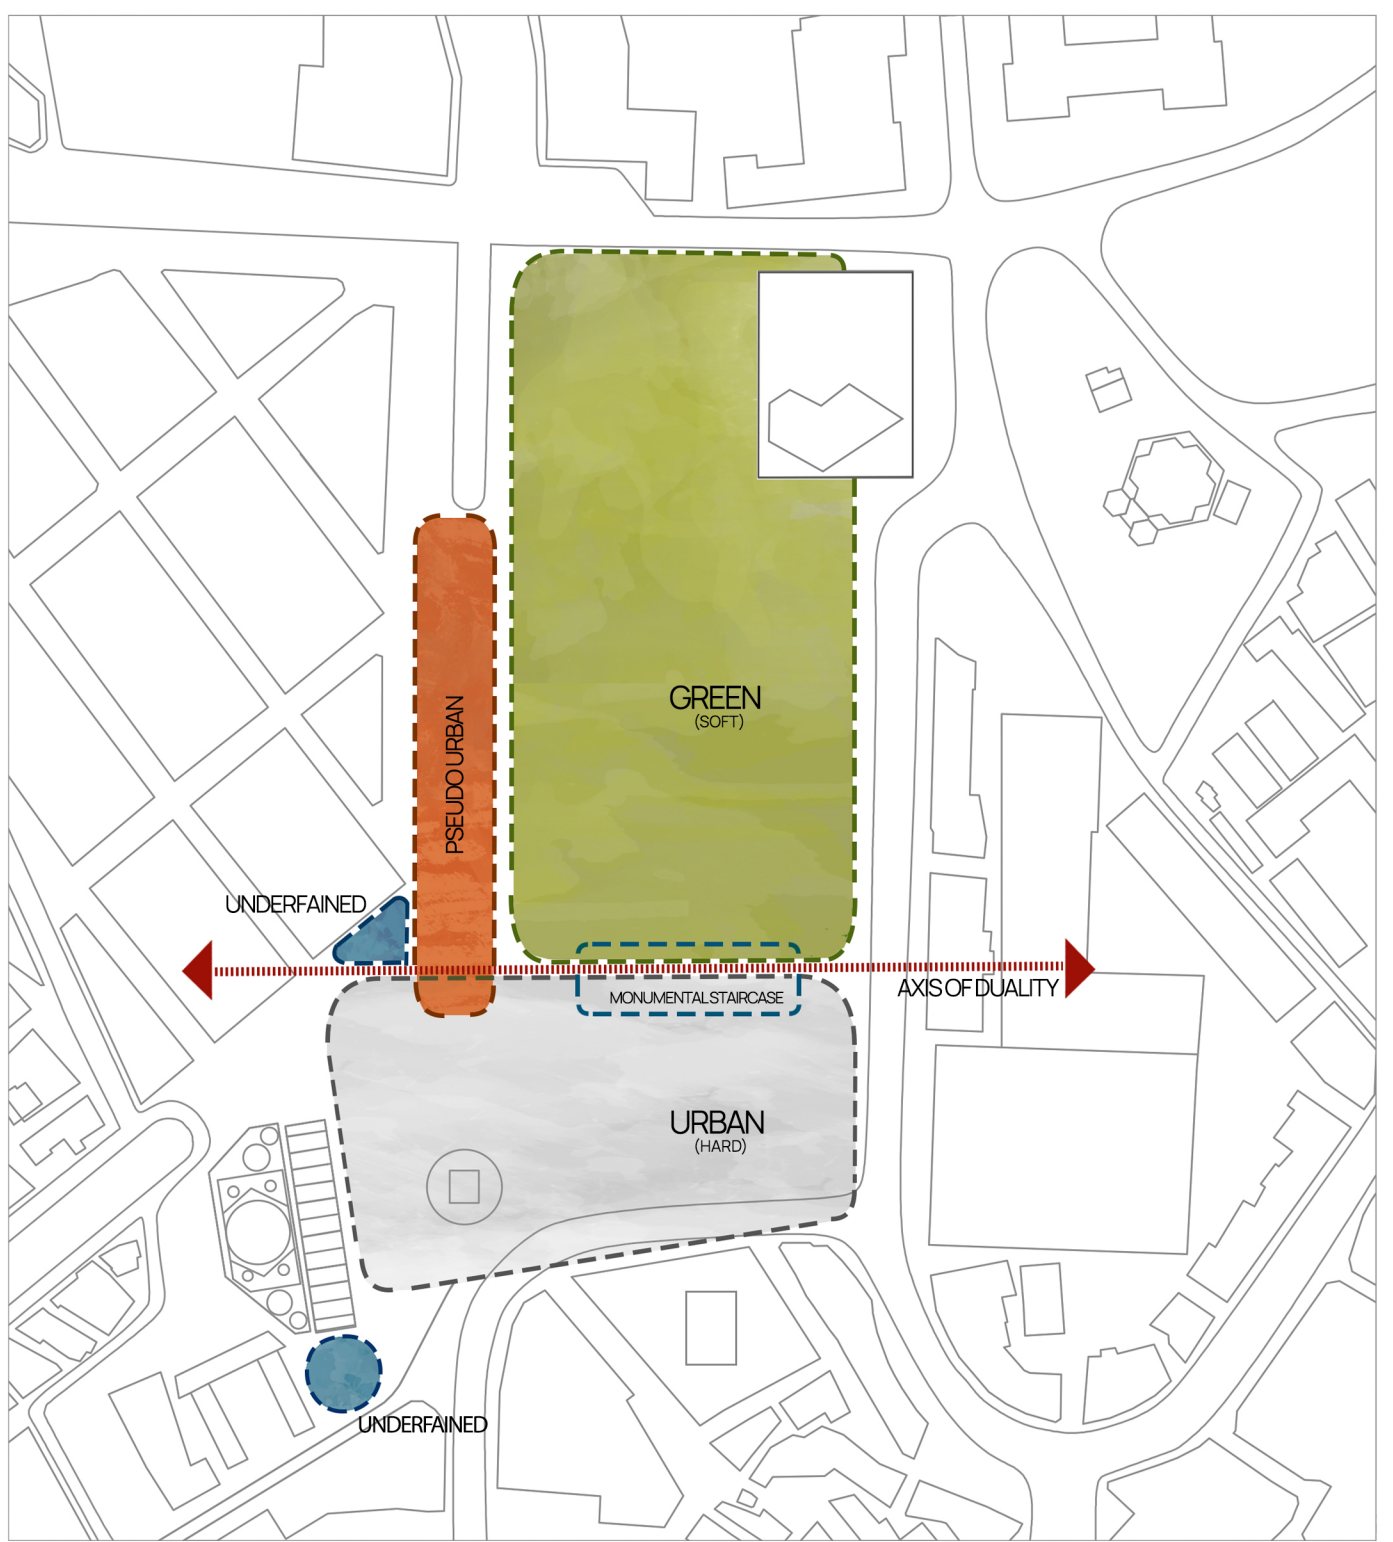 GREEN
(SOFT)
PSEUDO URBAN
UNDERFAINED
AXIS OF DUALITY
MONUMENTAL STAIRCASE
URBAN
(HARD)
UNDERFAINED